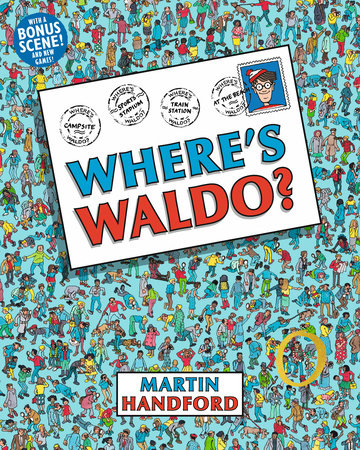 WITH A
BONUS
SCENE!
AND NEW
GAMES!
WHERE'S
CAMPSITE
WALDO?
WHERE'S
SPORTS
STADIUM
WALDO?
WHERE'S
TRAIN
STATION
WALDO?
WHERE'S
AT THE BEA
WALDO?
WHERE'S
WALDO?
MARTIN
HANDFORD